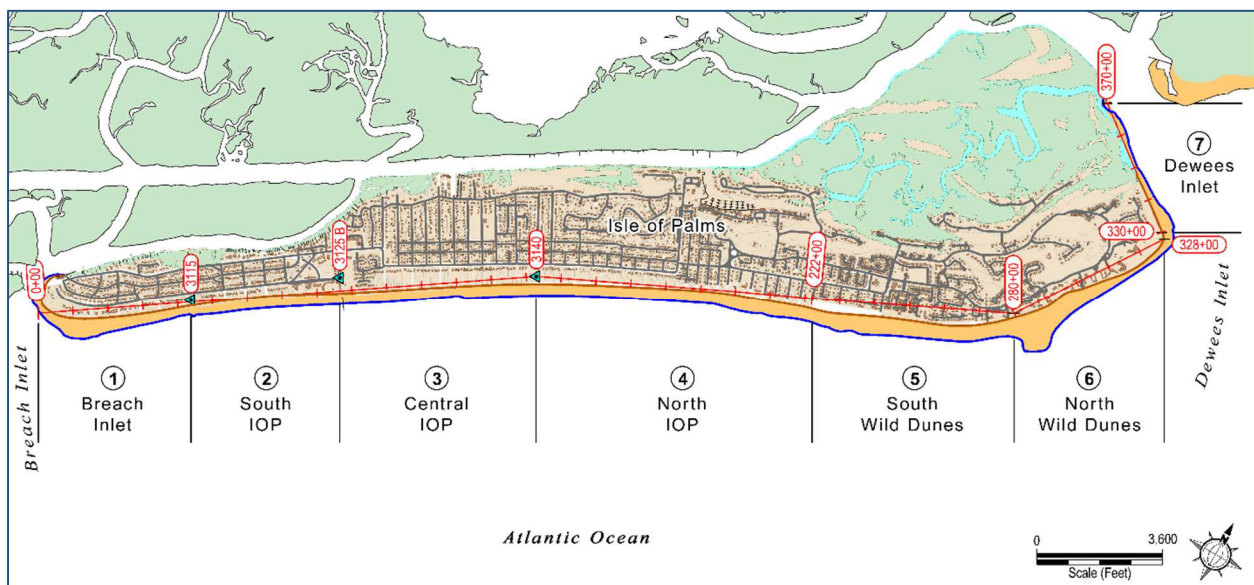 370+00
7
Dewees
Inlet
Isle of Palms
330+00
328+00
0+00
3115
3125 B
3140
222+00
280+00
Breach Inlet
1
Breach
Inlet
2
South
IOP
3
Central
IOP
4
North
IOP
5
South
Wild Dunes
6
North
Wild Dunes
Dewees Inlet
Atlantic Ocean
0 3,600
Scale (Feet)